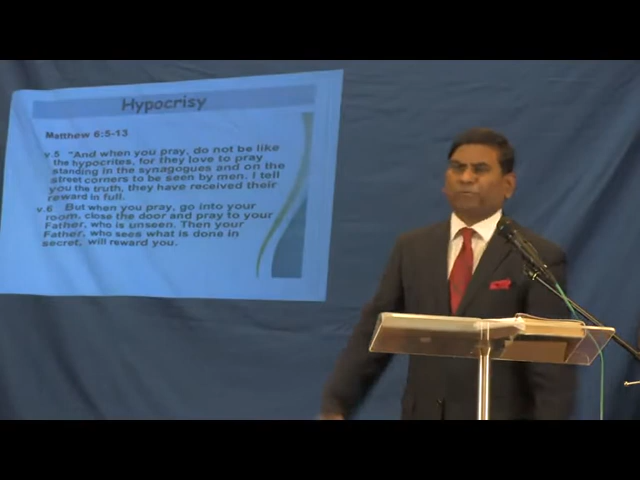 Hypocrisy
Matthew 6:5-13
v.5 "And when you pray, do not be like
the hypocrites, for they love to pray
standing in the synagogues and on the
street corners to be seen by men. I tell
you the truth, they have received their
reward in full.
v.6 But when you pray, go into your
room, close the door and pray to your
Father, who is unseen. Then your
Father, who sees what is done in
secret, will reward you.